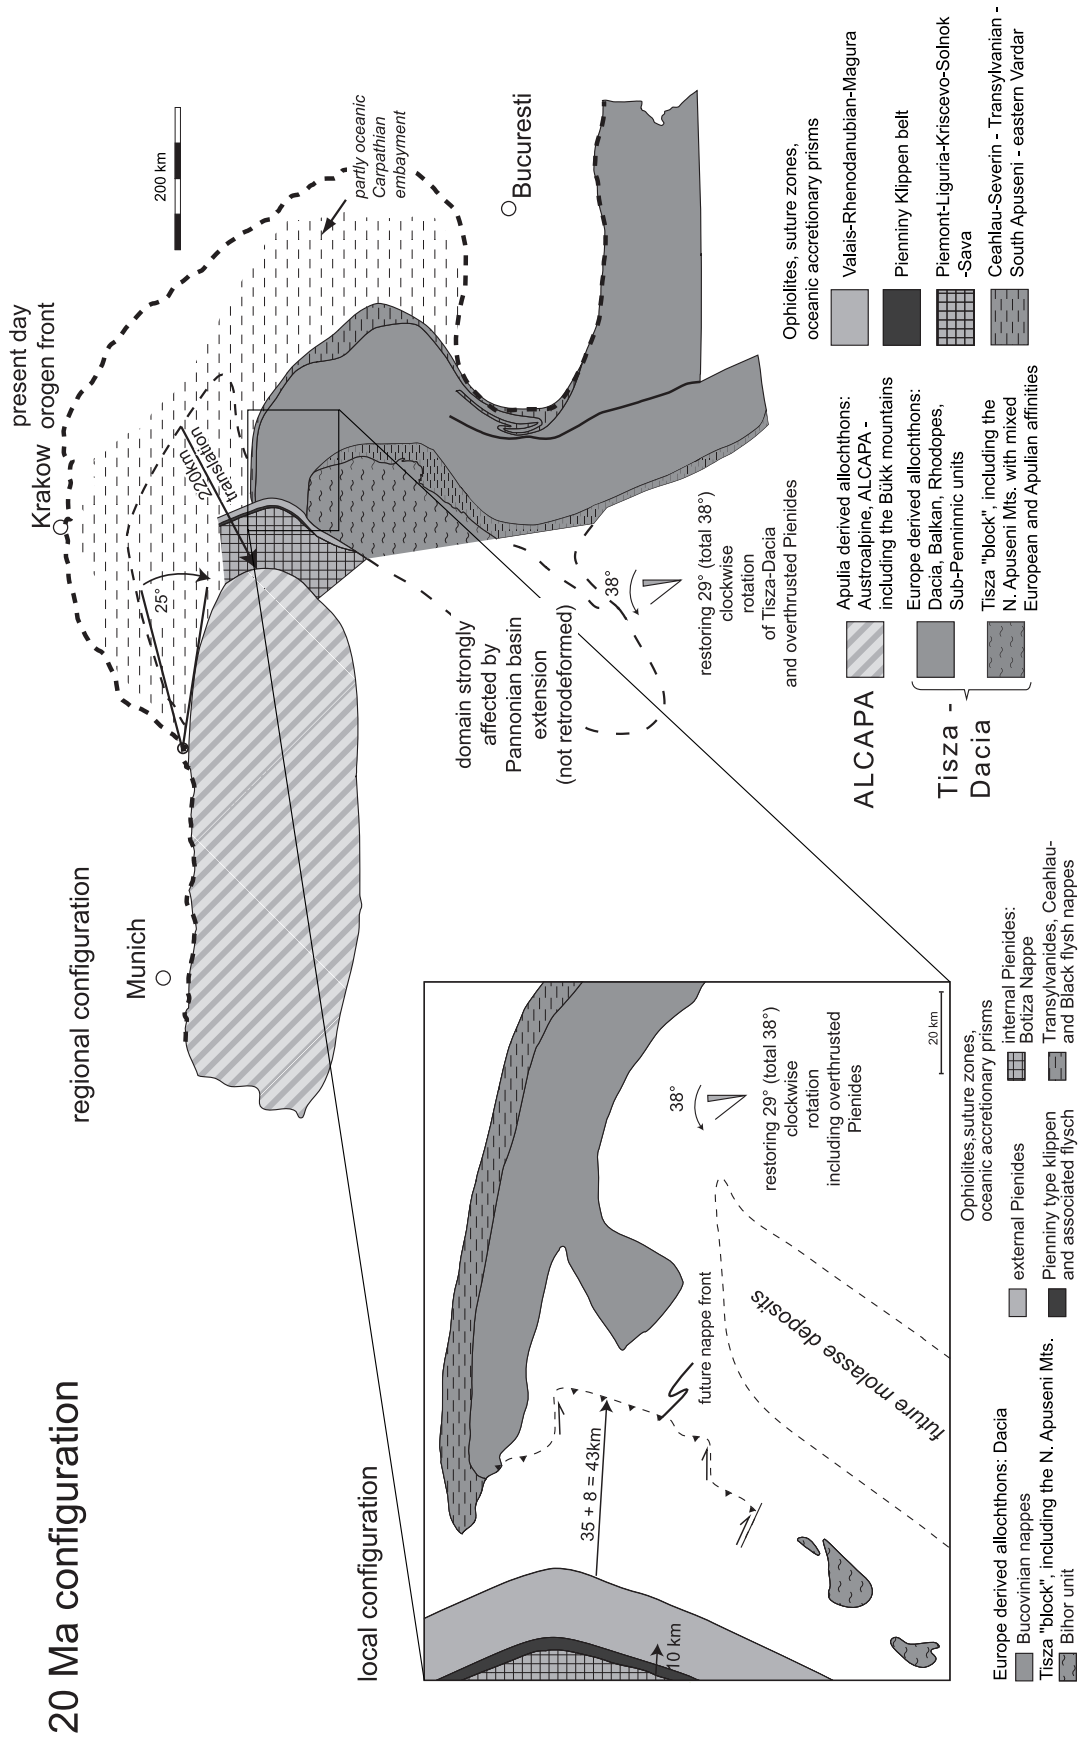 20 Ma configuration
regional configuration
Munich
Krakow
present day
orogen front
200 km
partly oceanic
Carpathian
embayment
Bucuresti
25°
220km
translation
domain strongly
affected by
Pannonian basin
extension
(not retrodeformed)
38°
restoring 29° (total 38°)
clockwise
rotation
of Tisza-Dacia
and overthrusted Pienides
ALCAPA
Apulia derived allochthons:
Austroalpine, ALCAPA -
including the Bükk mountains
Tisza -
Dacia
Europe derived allochthons:
Dacia, Balkan, Rhodopes,
Sub-Penninnic units
Tisza "block", including the
N. Apuseni Mts. with mixed
European and Apulian affinities
Ophiolites, suture zones,
oceanic accretionary prisms
Valais-Rhenodanubian-Magura
Pienniny Klippen belt
Piemont-Liguria-Kriscevo-Solnok
-Sava
Ceahlau-Severin - Transylvanian -
South Apuseni - eastern Vardar
local configuration
10 km
35 + 8 = 43km
future nappe front
future molasse deposits
38°
restoring 29° (total 38°)
clockwise
rotation
including overthrusted
Pienides
20 km
Europe derived allochthons: Dacia
Bucovinian nappes
Tisza "block", including the N. Apuseni Mts.
Bihor unit
Ophiolites,suture zones,
oceanic accretionary prisms
external Pienides
Pienniny type klippen
and associated flysch
internal Pienides:
Botiza Nappe
Transylvanides, Ceahlau-
and Black flysh nappes